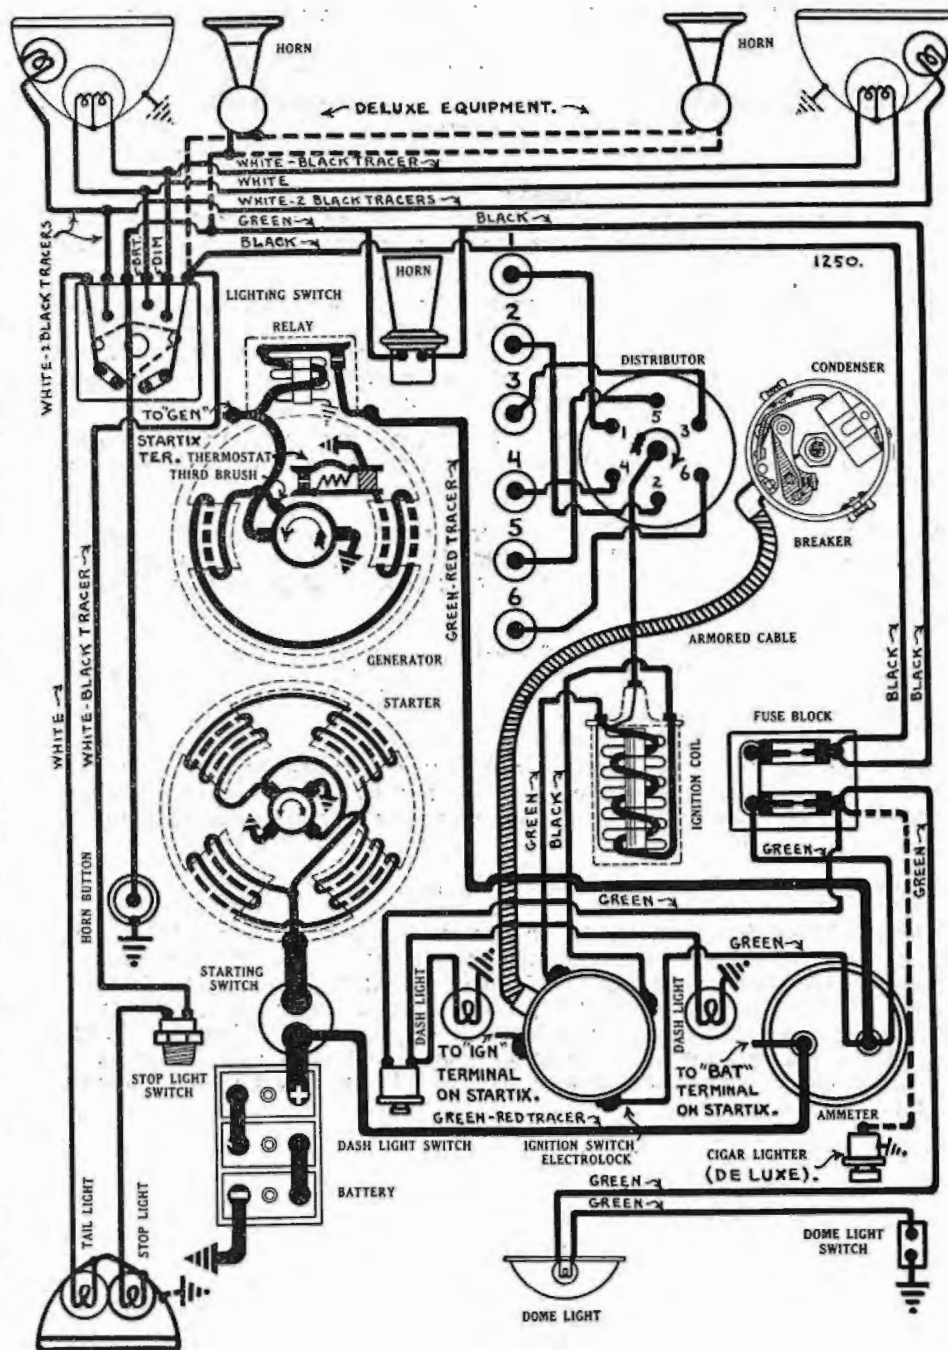 HORN
HORN
←DELUXE EQUIPMENT.→
WHITE-BLACK TRACER
WHITE
WHITE-2 BLACK TRACERS
GREEN
BLACK
BLACK
1
WHITE-2 BLACK TRACERS
BRT.
DIM
HORN
1250.
LIGHTING SWITCH
RELAY
2
DISTRIBUTOR
CONDENSER
3
TO "GEN"
STARTIX
TER.
THERMOSTAT
THIRD BRUSH
5
1
3
4
6
2
4
GREEN-RED TRACER
5
BREAKER
6
ARMORED CABLE
GENERATOR
WHITE
WHITE-BLACK TRACER
STARTER
BLACK
BLACK
FUSE BLOCK
GREEN
BLACK
IGNITION COIL
GREEN
GREEN
HORN BUTTON
GREEN
GREEN
STARTING
SWITCH
DASH LIGHT
DASH LIGHT
STOP LIGHT
SWITCH
TO "IGN"
TERMINAL
ON STARTIX.
TO "BAT"
TERMINAL
ON STARTIX.
AMMETER
+
GREEN-RED TRACER
DASH LIGHT SWITCH
IGNITION SWITCH
ELECTROLOCK
CIGAR LIGHTER
(DE LUXE).
BATTERY
GREEN
GREEN
TAIL LIGHT
STOP LIGHT
DOME LIGHT
SWITCH
DOME LIGHT